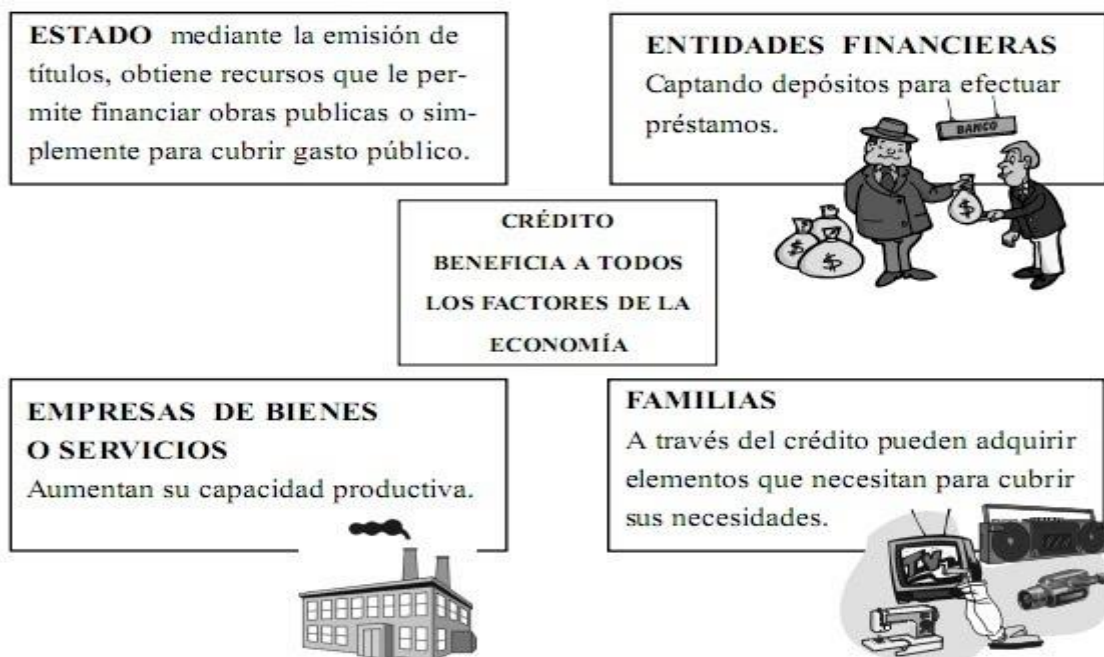 ESTADO mediante la emisión de
títulos, obtiene recursos que le per-
mite financiar obras publicas o sim-
plemente para cubrir gasto público.
ENTIDADES FINANCIERAS
Captando depósitos para efectuar
préstamos.
BANCO
$
$
$
$
CRÉDITO
BENEFICIA A TODOS
LOS FACTORES DE LA
ECONOMÍA
EMPRESAS DE BIENES
O SERVICIOS
Aumentan su capacidad productiva.
FAMILIAS
A través del crédito pueden adquirir
elementos que necesitan para cubrir
sus necesidades.
TV